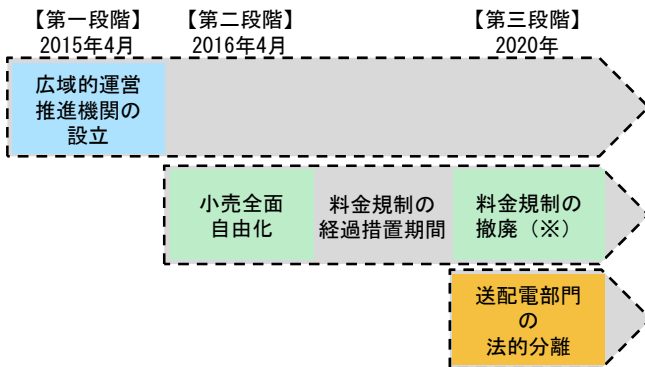 【第一段階】
2015年4月
【第二段階】
2016年4月
【第三段階】
2020年
広域的運営
推進機関の
設立
小売全面
自由化
料金規制の
経過措置期間
料金規制の
撤廃（※）
送配電部門
の
法的分離